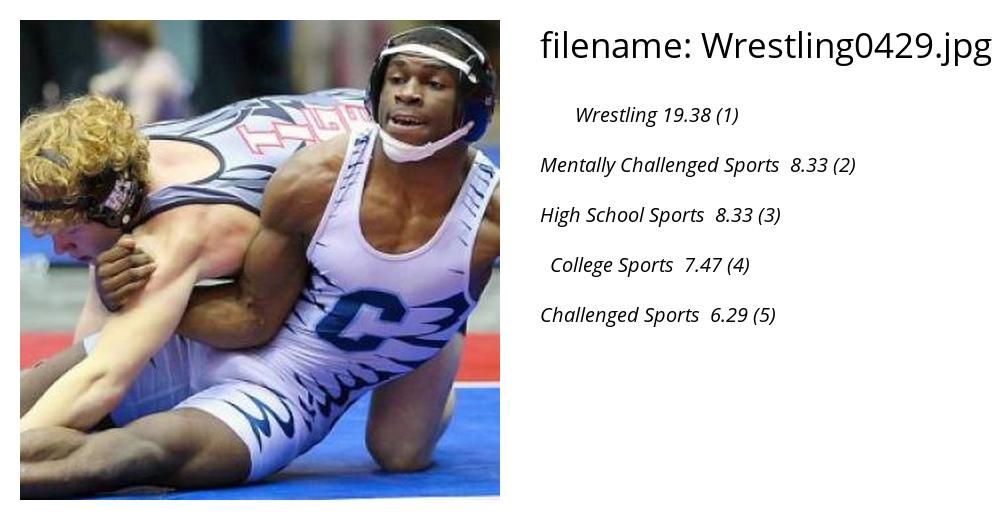 filename: Wrestling0429.jpg
Wrestling 19.38 (1)
Mentally Challenged Sports 8.33 (2)
High School Sports 8.33 (3)
College Sports 7.47 (4)
Challenged Sports 6.29 (5)
C